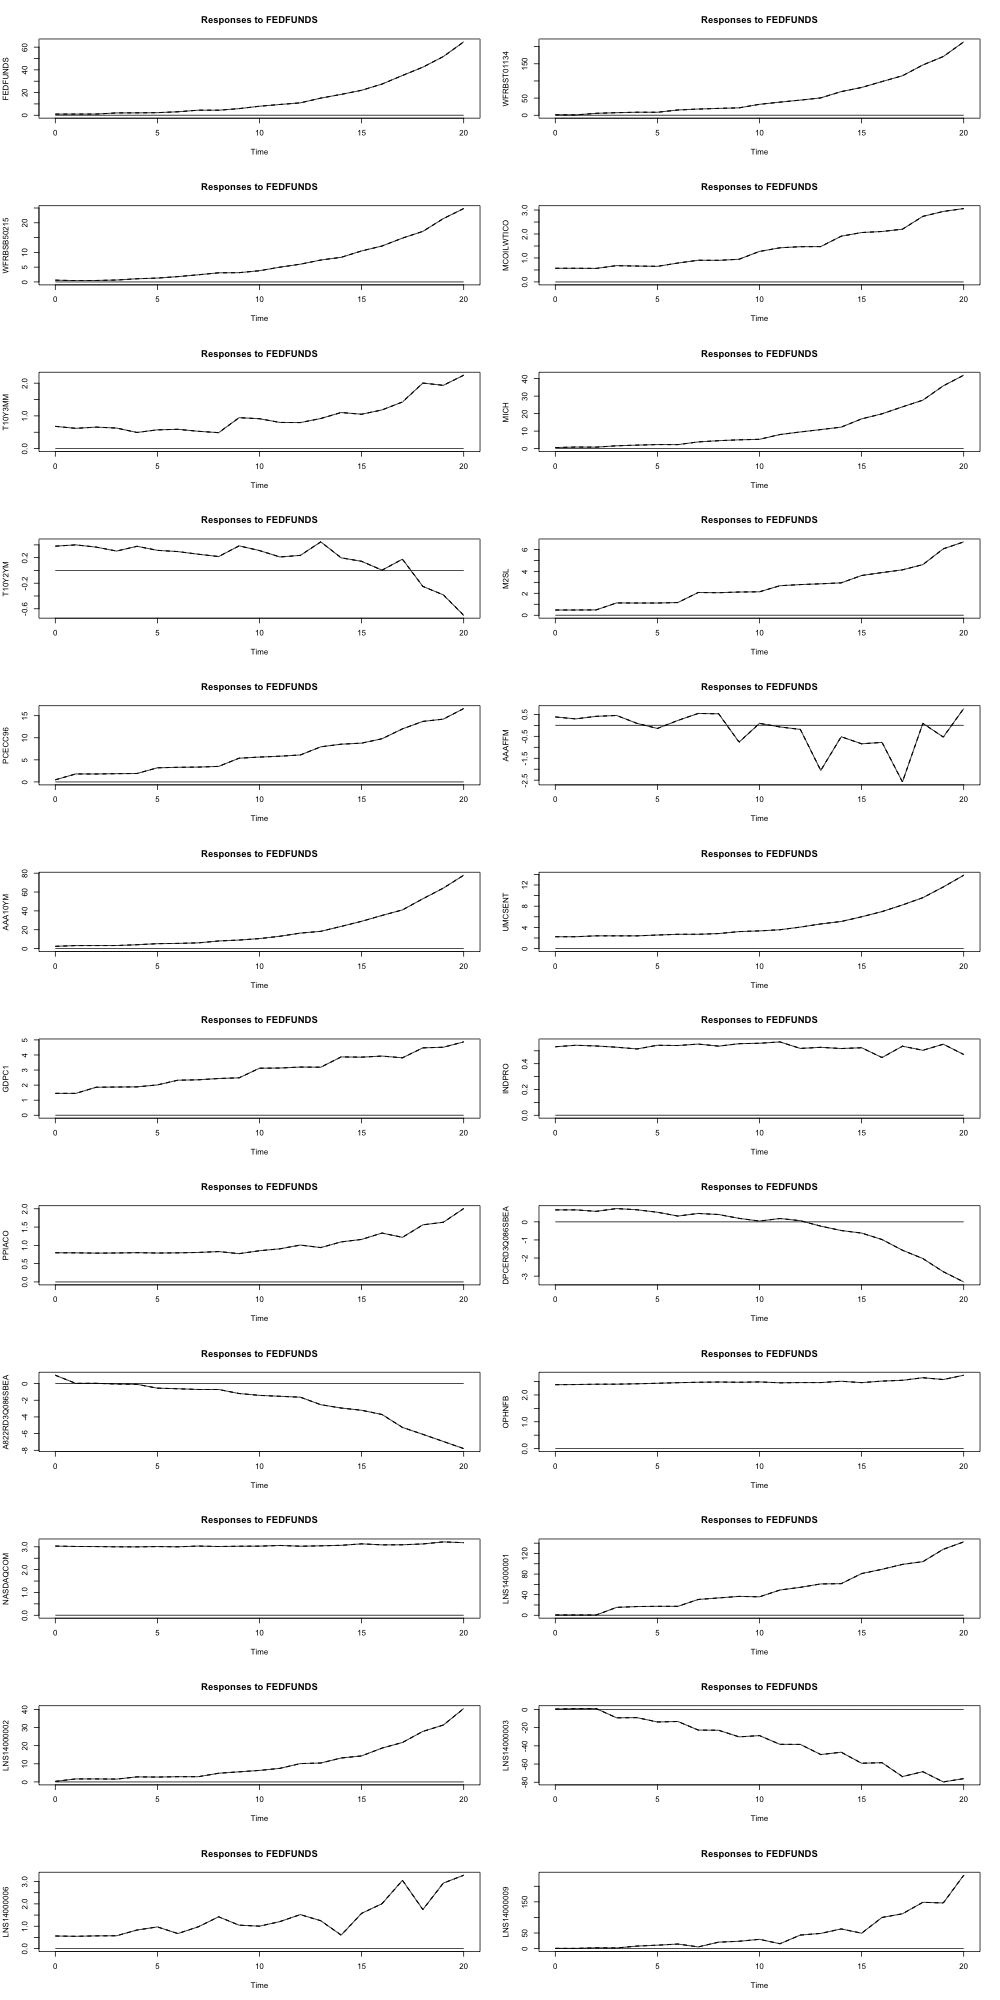 Responses to FEDFUNDS
FEDFUNDS
0 10 20 40 60
0 5 10 15 20
Time
Responses to FEDFUNDS
WFRBST01134
0 50 150
0 5 10 15 20
Time
Responses to FEDFUNDS
WFRBSB50215
0 5 10 20
0 5 10 15 20
Time
Responses to FEDFUNDS
MCOILWTICO
0.0 1.0 2.0 3.0
0 5 10 15 20
Time
Responses to FEDFUNDS
T10Y3MM
0.0 1.0 2.0
0 5 10 15 20
Time
Responses to FEDFUNDS
MICH
0 10 20 30 40
0 5 10 15 20
Time
Responses to FEDFUNDS
T10Y2YM
-0.6 -0.2 0.2
0 5 10 15 20
Time
Responses to FEDFUNDS
M2SL
0 2 4 6
0 5 10 15 20
Time
Responses to FEDFUNDS
PCECC96
0 5 10 15
0 5 10 15 20
Time
Responses to FEDFUNDS
AAAFFM
-2.5 -1.5 -0.5 0.5
0 5 10 15 20
Time
Responses to FEDFUNDS
AAA10YM
0 20 40 60 80
0 5 10 15 20
Time
Responses to FEDFUNDS
UMCSENT
0 4 8 12
0 5 10 15 20
Time
Responses to FEDFUNDS
GDPC1
0 1 2 3 4 5
0 5 10 15 20
Time
Responses to FEDFUNDS
INDPRO
0.0 0.2 0.4
0 5 10 15 20
Time
Responses to FEDFUNDS
PPIACO
0.0 0.5 1.0 1.5 2.0
0 5 10 15 20
Time
Responses to FEDFUNDS
DPCERD3Q086SBEA
-3 -2 -1 0
0 5 10 15 20
Time
Responses to FEDFUNDS
A822RD3Q086SBEA
-8 -6 -4 -2 0
0 5 10 15 20
Time
Responses to FEDFUNDS
OPHNFB
0.0 1.0 2.0
0 5 10 15 20
Time
Responses to FEDFUNDS
NASDAQCOM
0.0 1.0 2.0 3.0
0 5 10 15 20
Time
Responses to FEDFUNDS
LNS14000001
0 40 80 120
0 5 10 15 20
Time
Responses to FEDFUNDS
LNS14000002
0 10 20 30 40
0 5 10 15 20
Time
Responses to FEDFUNDS
LNS14000003
-80 -60 -40 -20 0
0 5 10 15 20
Time
Responses to FEDFUNDS
LNS14000006
0.0 1.0 2.0 3.0
0 5 10 15 20
Time
Responses to FEDFUNDS
LNS14000009
0 50 150
0 5 10 15 20
Time